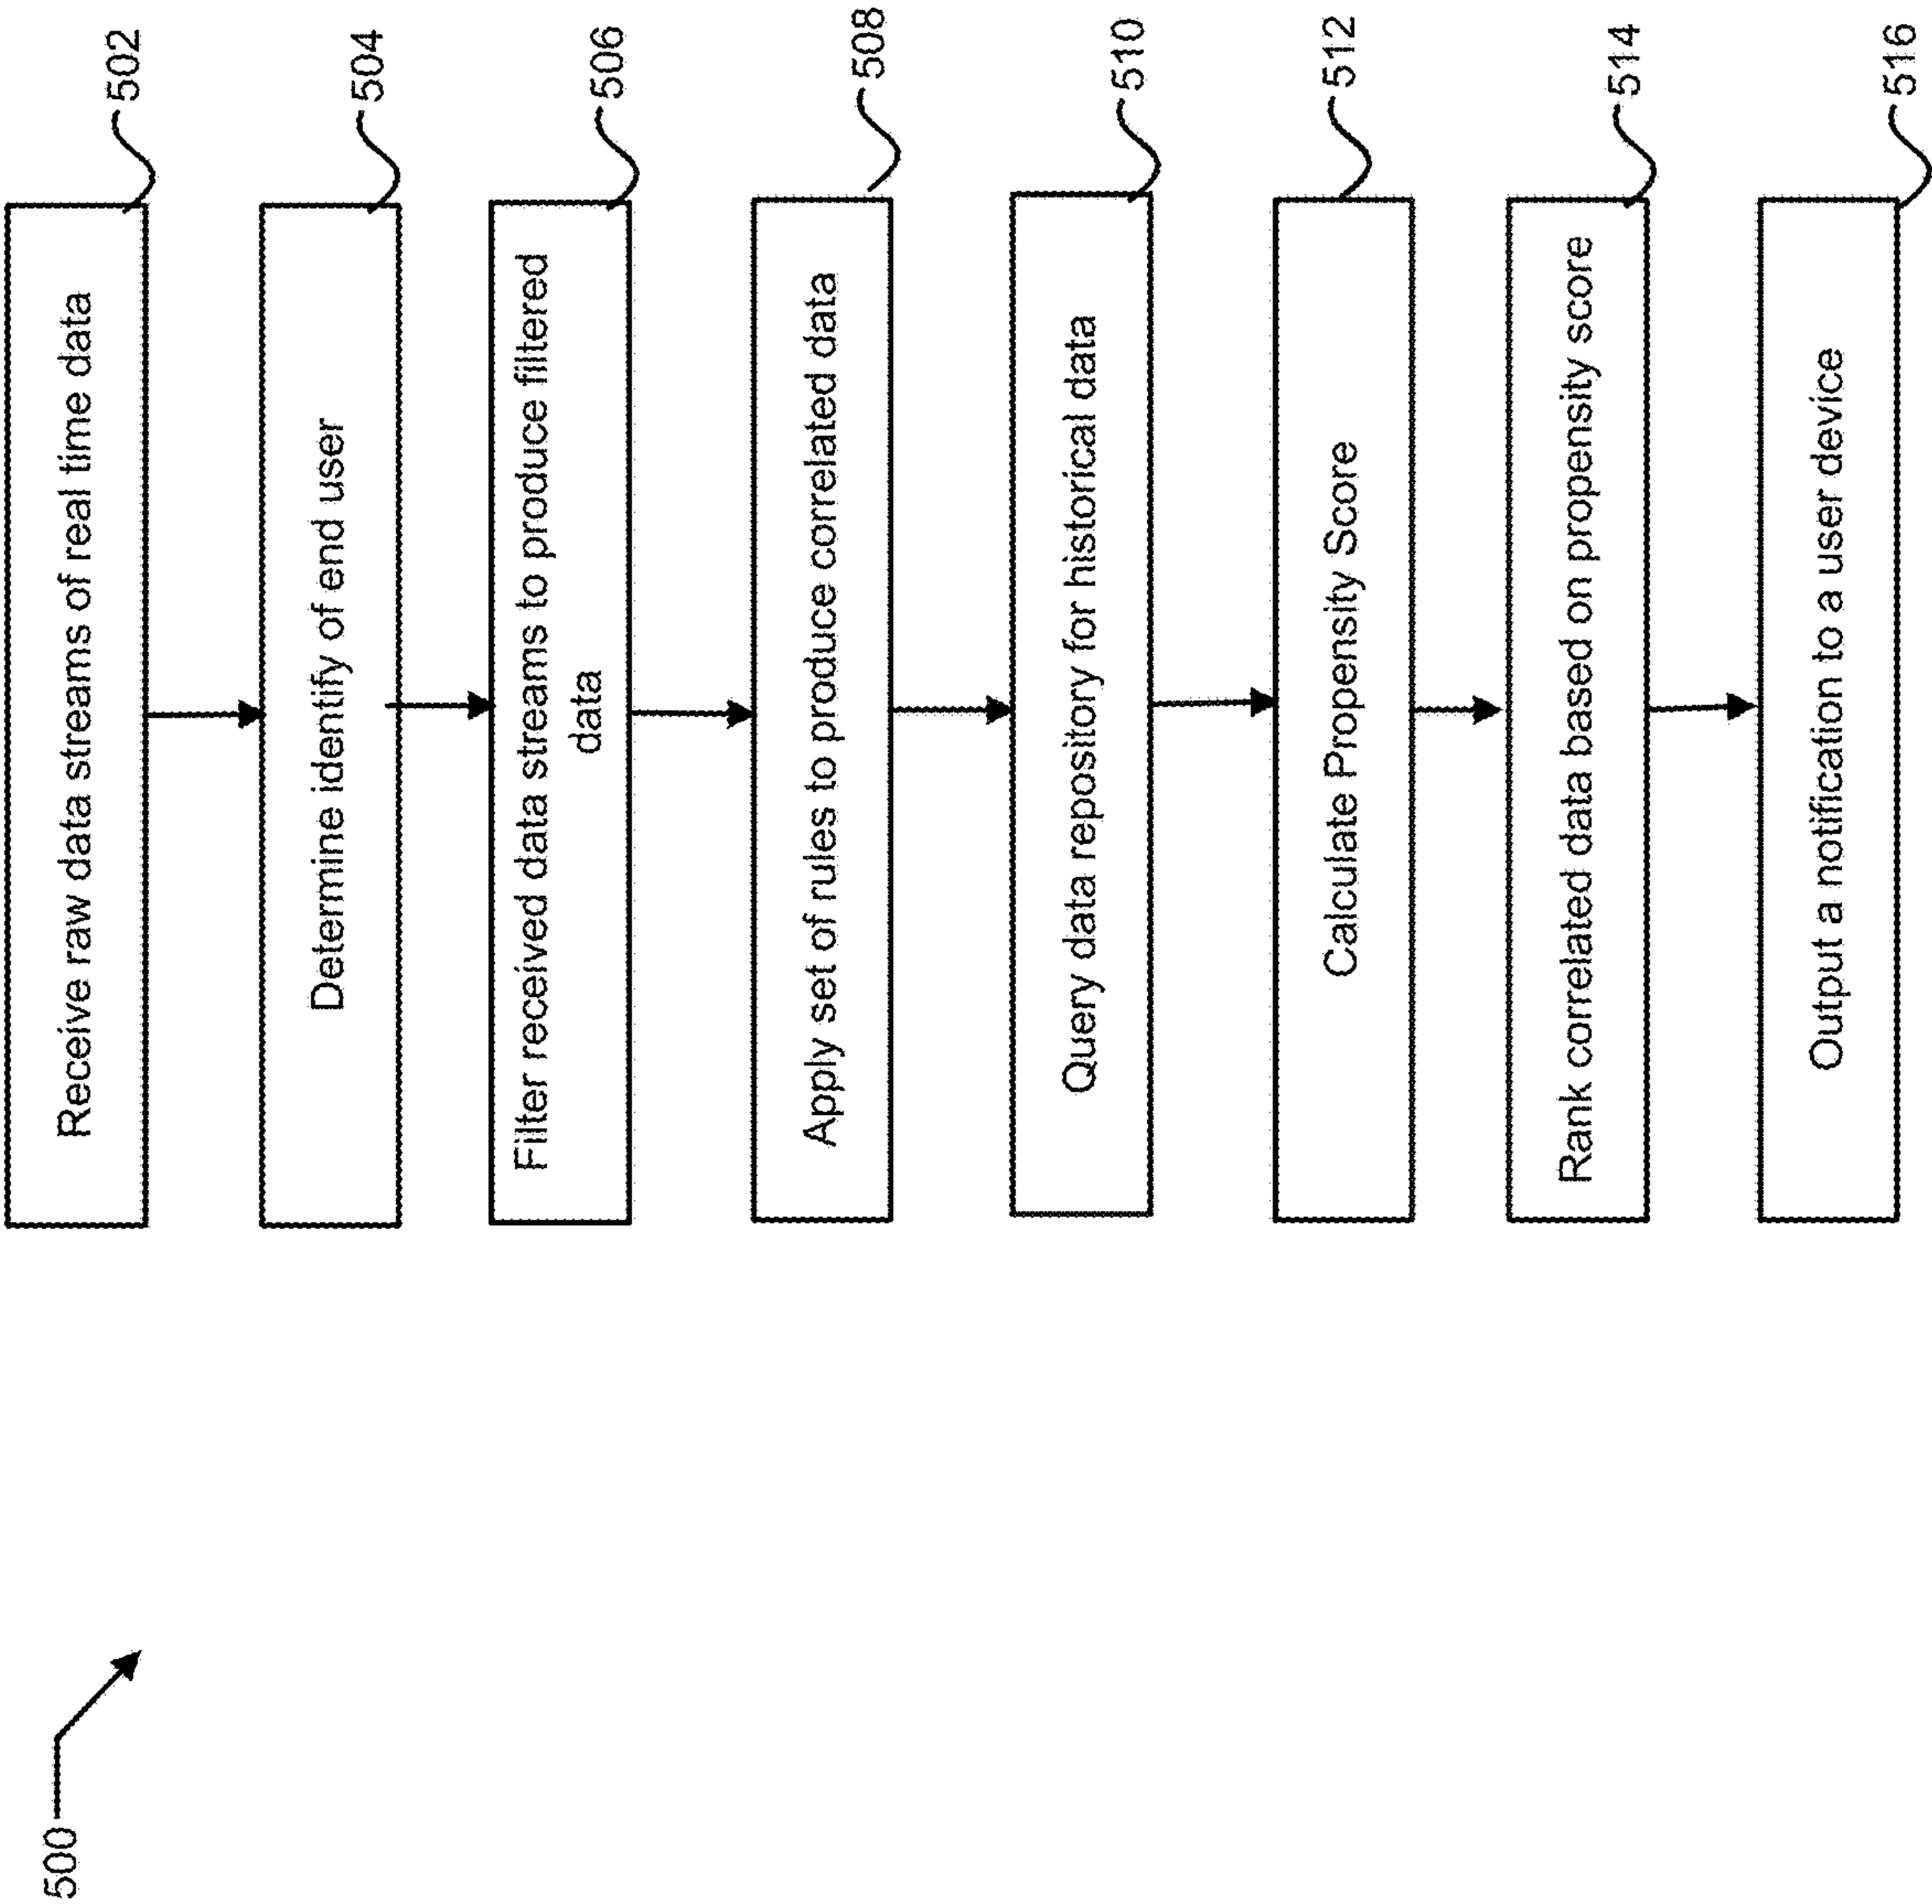 500
Receive raw data streams of real time data
502
Determine identify of end user
504
Filter received data streams to produce filtered
data
506
Apply set of rules to produce correlated data
508
Query data repository for historical data
510
Calculate Propensity Score
512
Rank correlated data based on propensity score
514
Output a notification to a user device
516